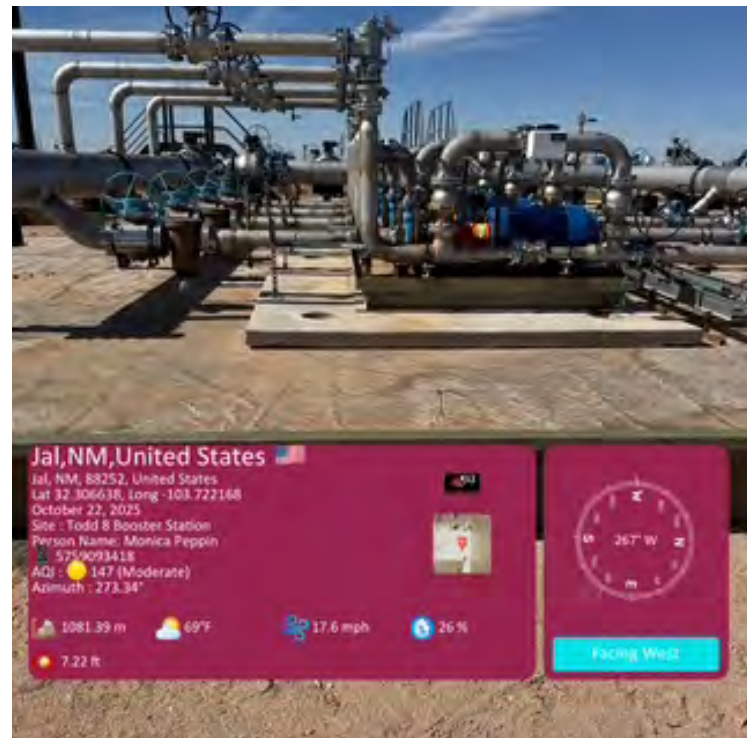 Jal,NM,United States
Jal, NM, 88252, United States
Lat 32.306638, Long -103.722168
October 22, 2025
Site : Todd 8 Booster Station
Person Name: Monica Peppin
5759093418
AQI : 147 (Moderate)
Azimuth : 273.34°
1081.39 m
69°F
17.6 mph
26 %
7.22 ft
W
S
N
E
267° W
Facing West